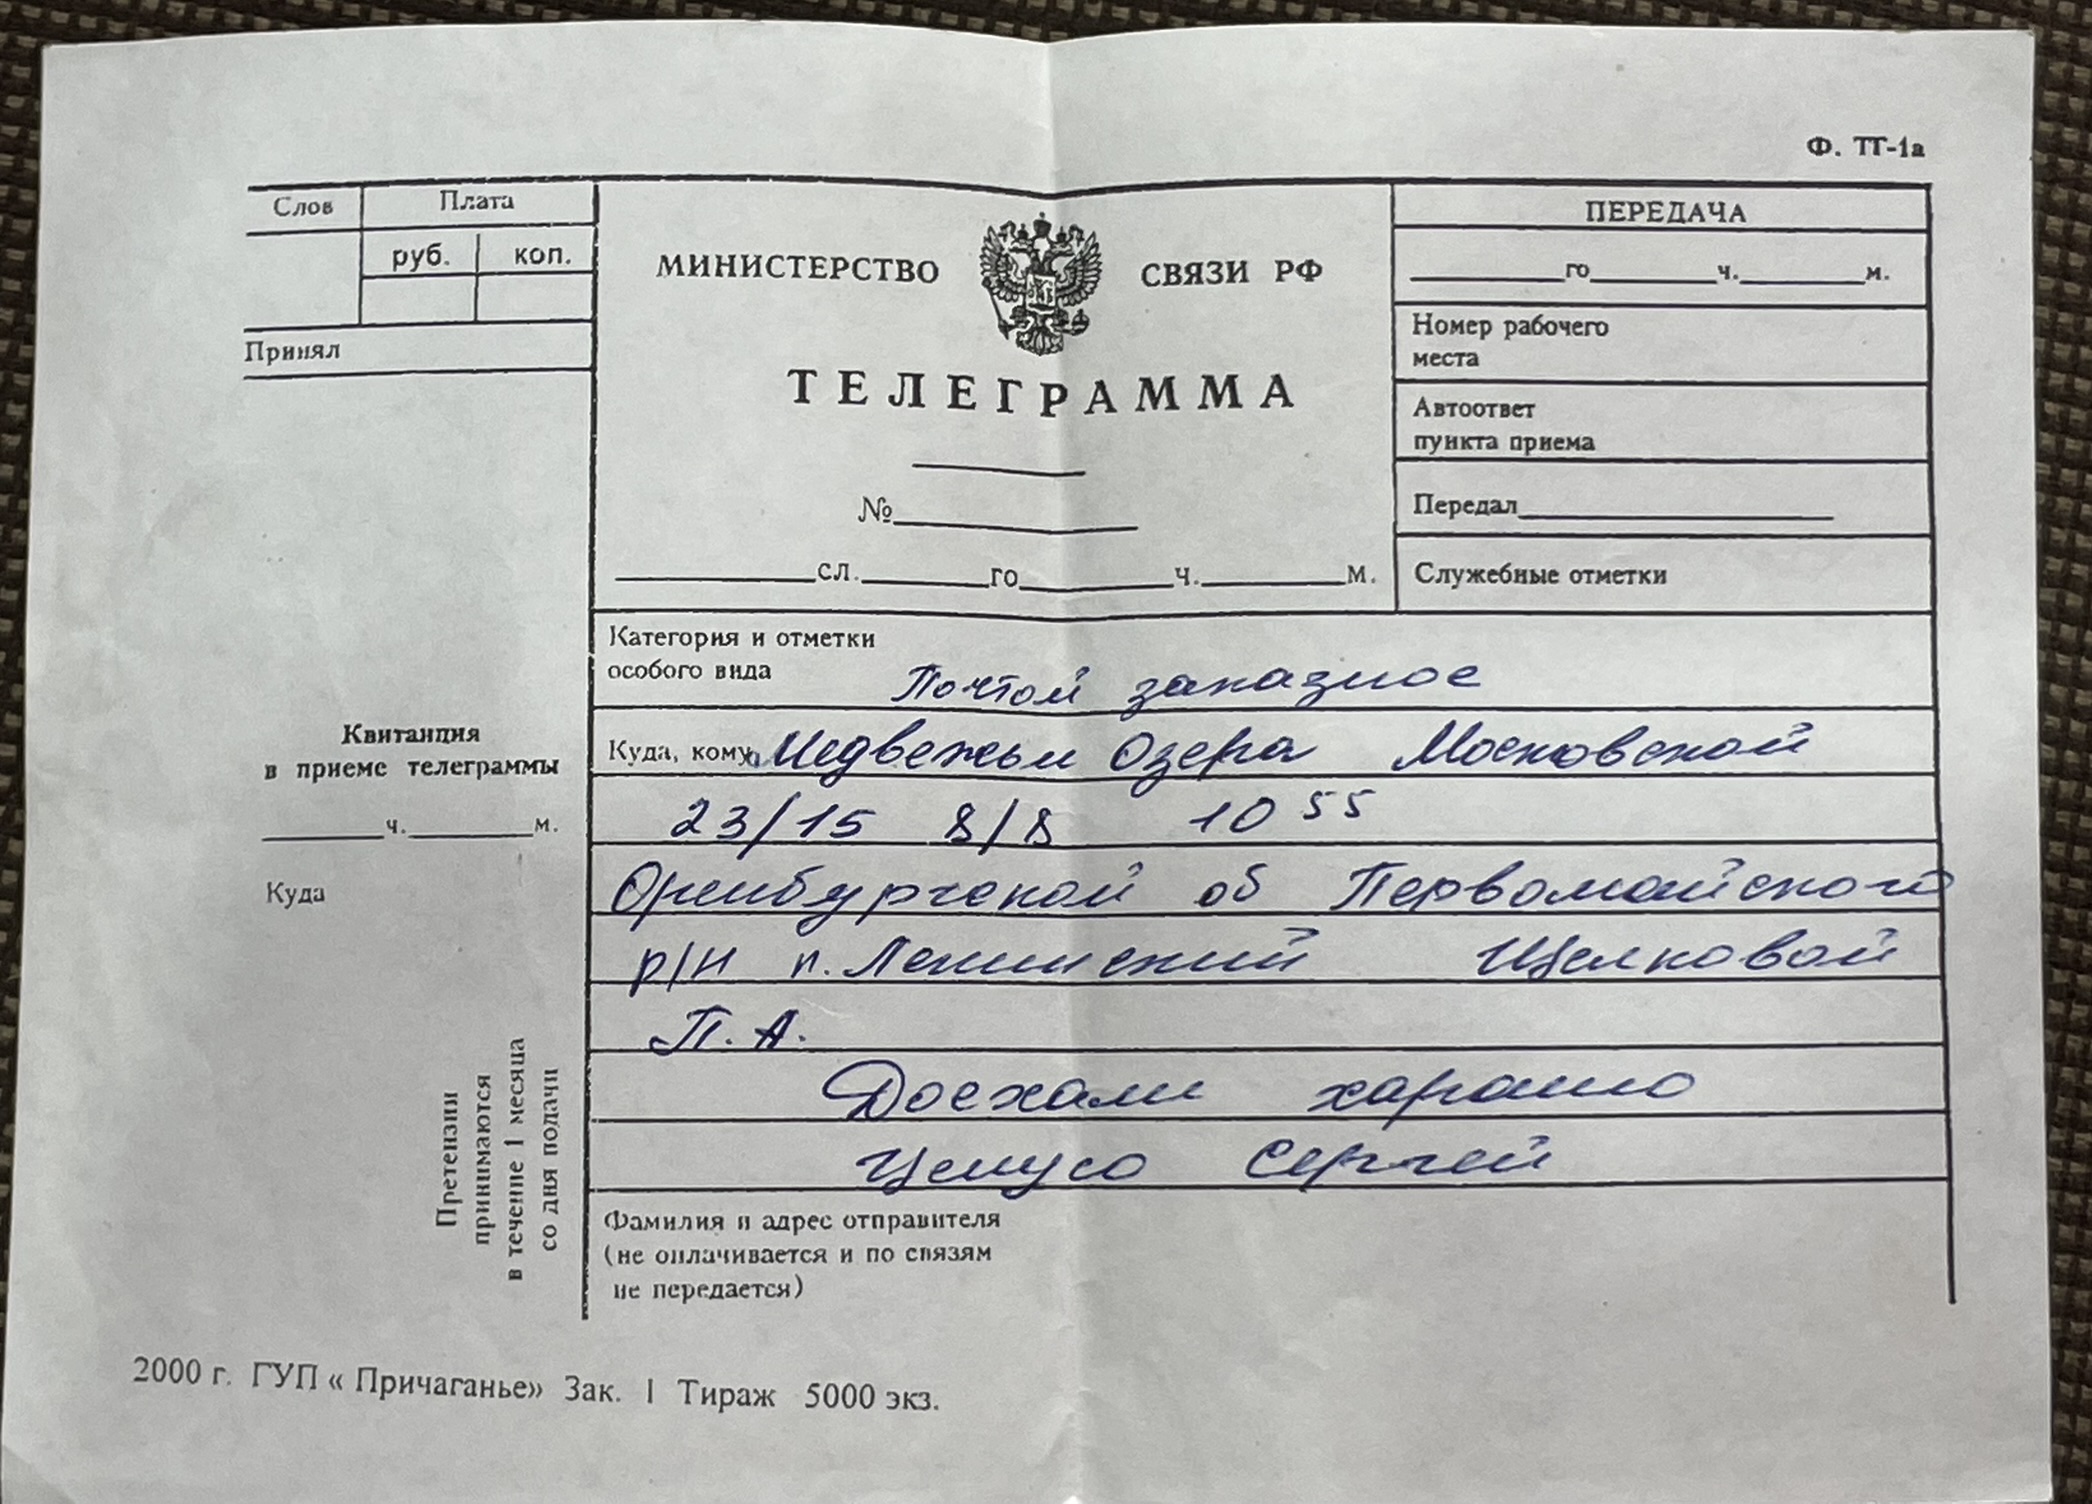 Ф. ТГ-1а
Слов
Плата
руб. коп.
Принял
МИНИСТЕРСТВО СВЯЗИ РФ
ТЕЛЕГРАММА
№
сл. го ч. м.
ПЕРЕДАЧА
го ч. м.
Номер рабочего
места
Автоответ
пункта приема
Передал
Служебные отметки
Категория и отметки
особого вида Почтой заказное
Куда, кому Медвежьи Озера Московской
23/15 8/8 10 55
Оренбургской об Первомайского
р/н п. Ленинский Щелковой
П. А.
Доехали харашо
Целую Сергей
Фамилия и адрес отправителя
(не оплачивается и по связям
не передается)
Квитанция
в приеме телеграммы
ч. м.
Куда
Претензии
принимаются
в течение 1 месяца
со дня подачи
2000 г. ГУП « Причаганье» Зак. 1 Тираж 5000 экз.